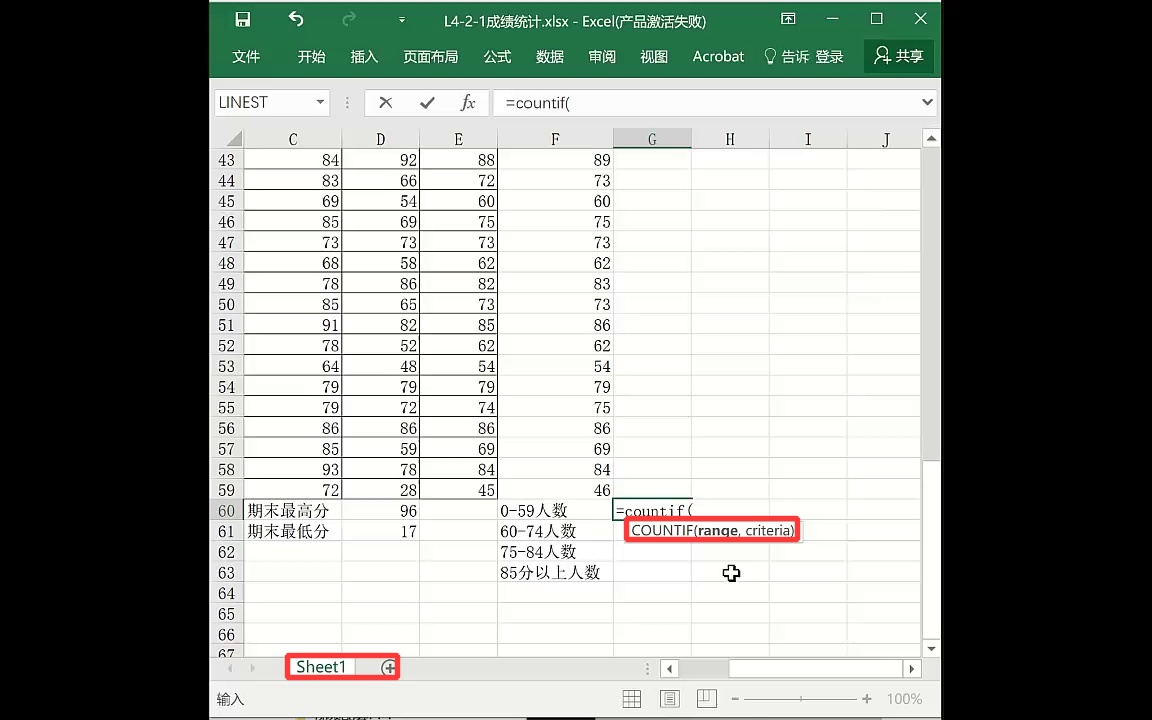 L4-2-1成绩统计.xlsx - Excel(产品激活失败)
文件 开始 插入 页面布局 公式 数据 审阅 视图 Acrobat 告诉 登录 共享
LINEST fx =countif(
C D E F G H I J
43 84 92 88 89
44 83 66 72 73
45 69 54 60 60
46 85 69 75 75
47 73 73 73 73
48 68 58 62 62
49 78 86 82 83
50 85 65 73 73
51 91 82 85 86
52 78 52 62 62
53 64 48 54 54
54 79 79 79 79
55 79 72 74 75
56 86 86 86 86
57 85 59 69 69
58 93 78 84 84
59 72 28 45 46
60 期末最高分 96 0-59人数 =countif(
61 期末最低分 17 60-74人数 COUNTIF(range, criteria)
62 75-84人数
63 85分以上人数
64
65
66
67
Sheet1
输入 100%